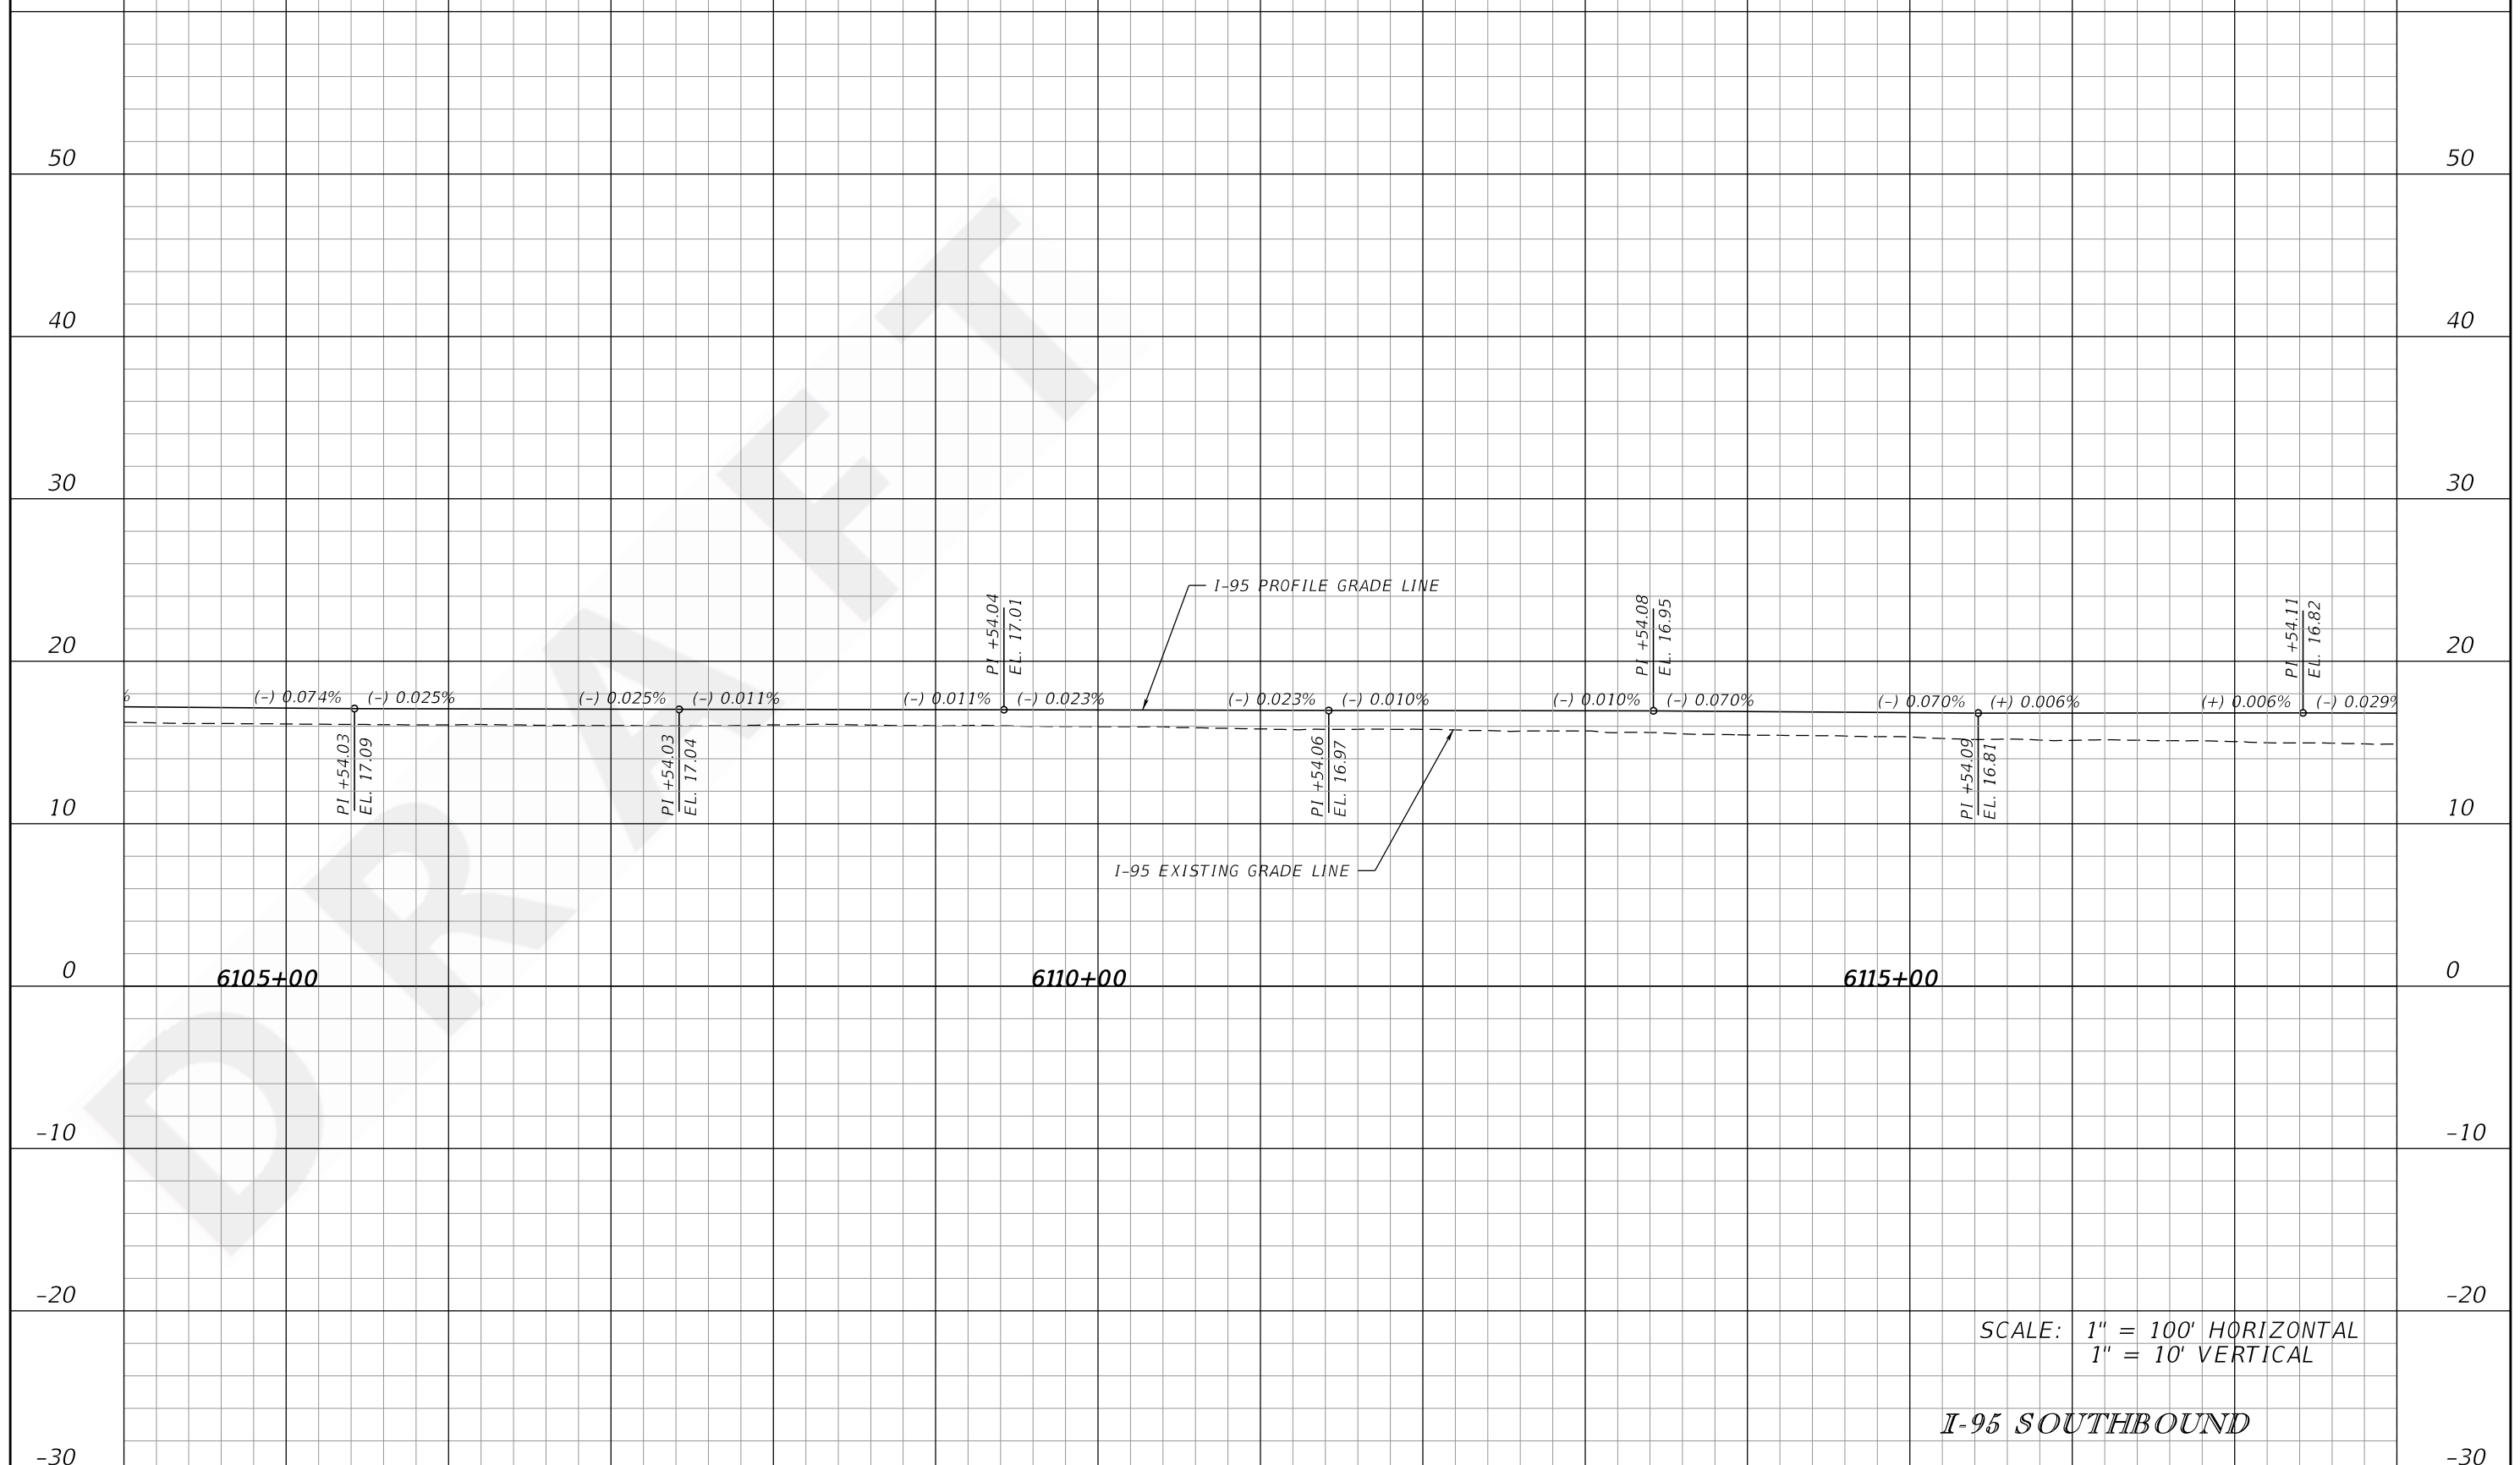 50 50
40 40
30 30
I-95 PROFILE GRADE LINE
PI +54.04
EL. 17.01
PI +54.08
EL. 16.95
PI +54.11
EL. 16.82
20 20
% (-) 0.074% (-) 0.025% (-) 0.025% (-) 0.011% (-) 0.011% (-) 0.023% (-) 0.023% (-) 0.010% (-) 0.010% (-) 0.070% (-) 0.070% (+) 0.006% (+) 0.006% (-) 0.029%
PI +54.03
EL. 17.09
PI +54.03
EL. 17.04
PI +54.06
EL. 16.97
PI +54.09
EL. 16.81
10 10
I-95 EXISTING GRADE LINE
0 0
6105+00 6110+00 6115+00
-10 -10
-20 -20
SCALE: 1" = 100' HORIZONTAL
1" = 10' VERTICAL
I-95 SOUTHBOUND
-30 -30
DRAFT